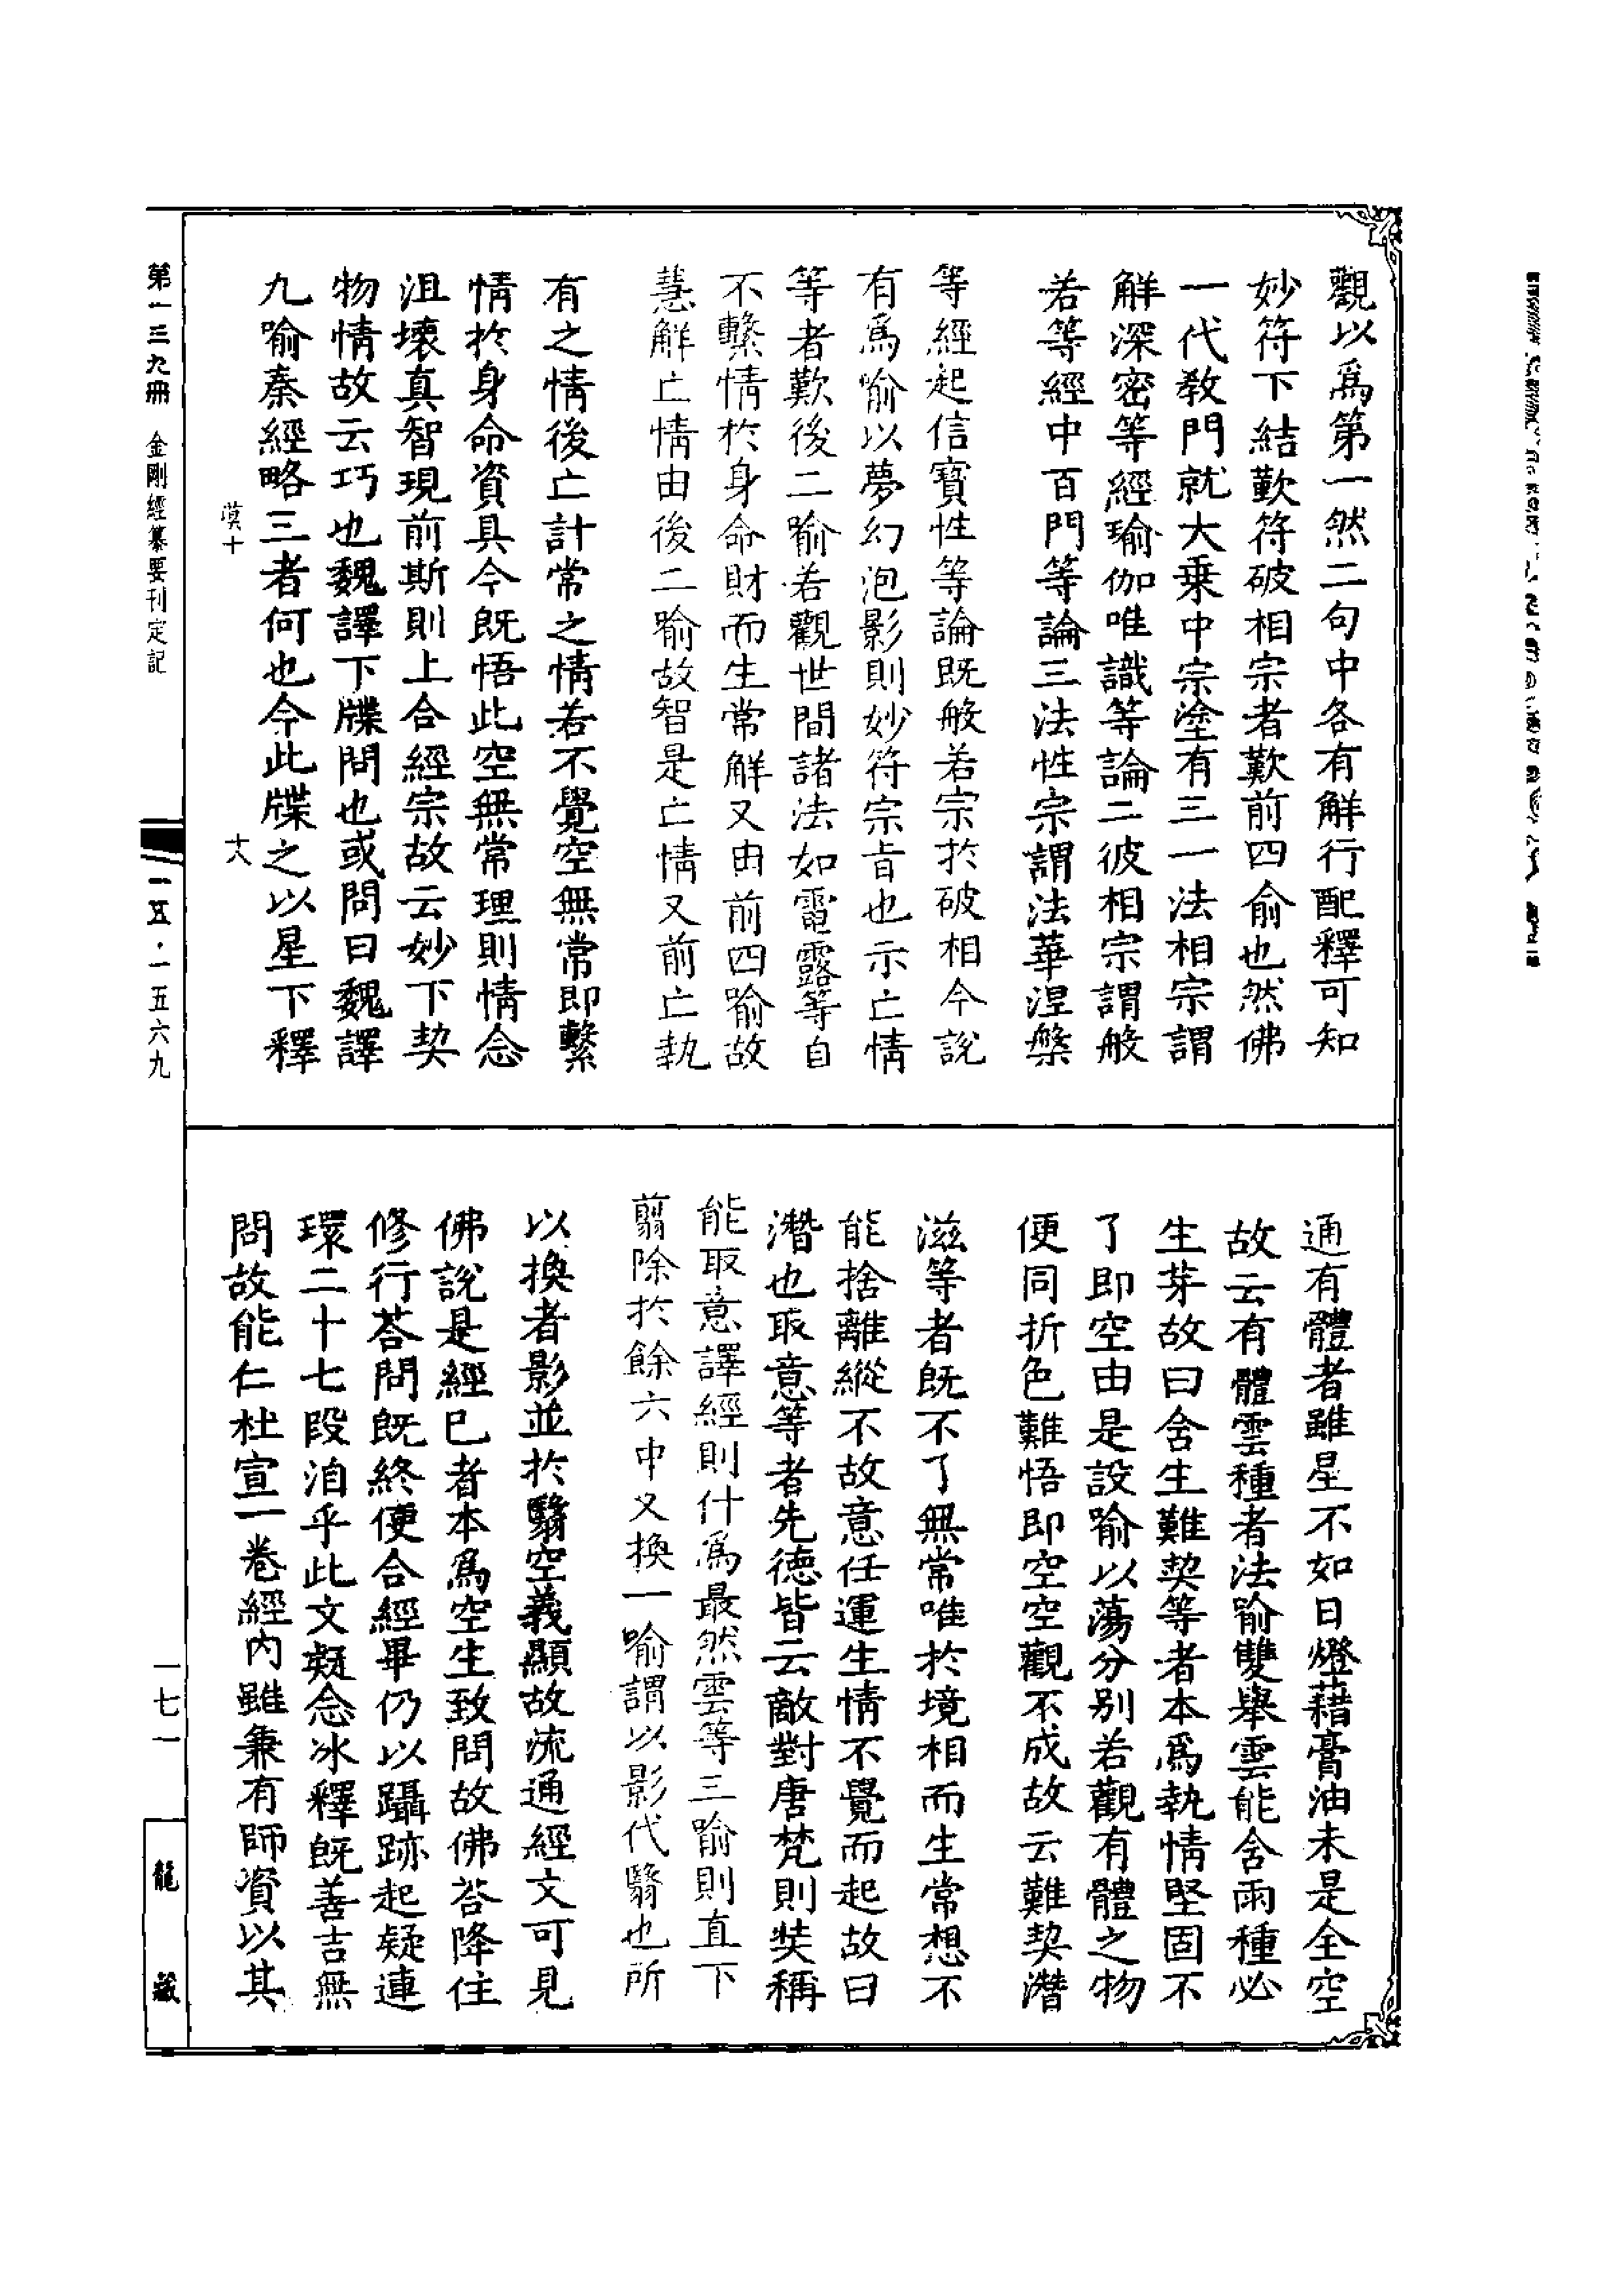 觀以爲第一然二句中各有解行配釋可知
妙符下結歎符破相宗者歎前四俞也然佛
一代教門就大乗中宗塗有三一法相宗謂
解深密等經瑜伽唯識等論二彼相宗謂般
若等經中百門等論三法性宗謂法華涅槃
等經起信寶性等論既般若宗於破相今說
有爲喻以夢幻泡影則妙符宗旨也示亡情
等者歎後二喻若觀世間諸法如電露等自
不繫情於身命財而生常解又由前四喻故
慧解亡情由後二喻故智是亡情又前亡執
有之情後亡計常之情若不覺空無常即繫
情於身命資具今既悟此空無常理則情念
沮壞真智現前斯則上合經宗故云妙下契
物情故云巧也魏譯下牒問也或問曰魏譯
九喻秦經略三者何也今此牒之以星下釋
通有體者雖星不如日燈藉膏油未是全空
故云有體雲種者法喻雙舉雲能含雨種必
生芽故曰含生難契等者本爲執情堅固不
了即空由是設喻以蕩分别若觀有體之物
便同折色難悟即空空觀不成故云難契潛
滋等者既不了無常唯於境相而生常想不
能捨離縱不故意任運生情不覺而起故曰
潛也取意等者先德皆云敵對唐梵則奘稱
能取意譯經則什爲最然雲等三喻則直下
翦除於餘六中又換一喻謂以影代翳也所
以換者影並於翳空義顯故流通經文可見
佛說是經巳者本爲空生致問故佛荅降住
修行荅問既終便合經畢仍以躡跡起疑連
環二十七段洎乎此文凝念冰釋既善吉無
問故能仁杜宣一卷經內雖兼有師資以其
漠十
十八
第一三九冊 金剛經纂要刊定記
一五·一五六九
一七一
龍藏